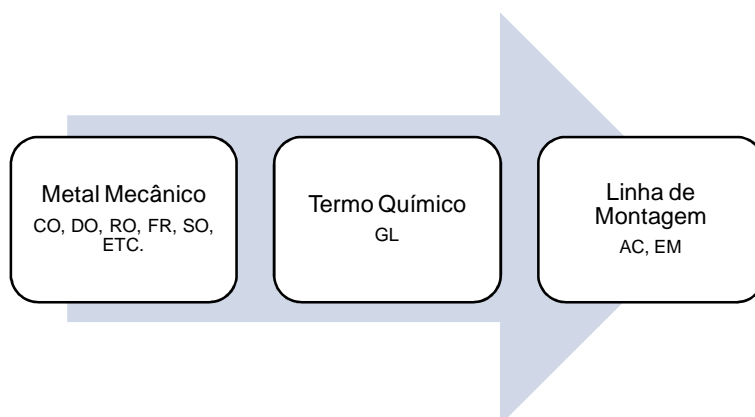 Metal Mecânico
CO, DO, RO, FR, SO,
ETC.
Termo Químico
GL
Linha de
Montagem
AC, EM